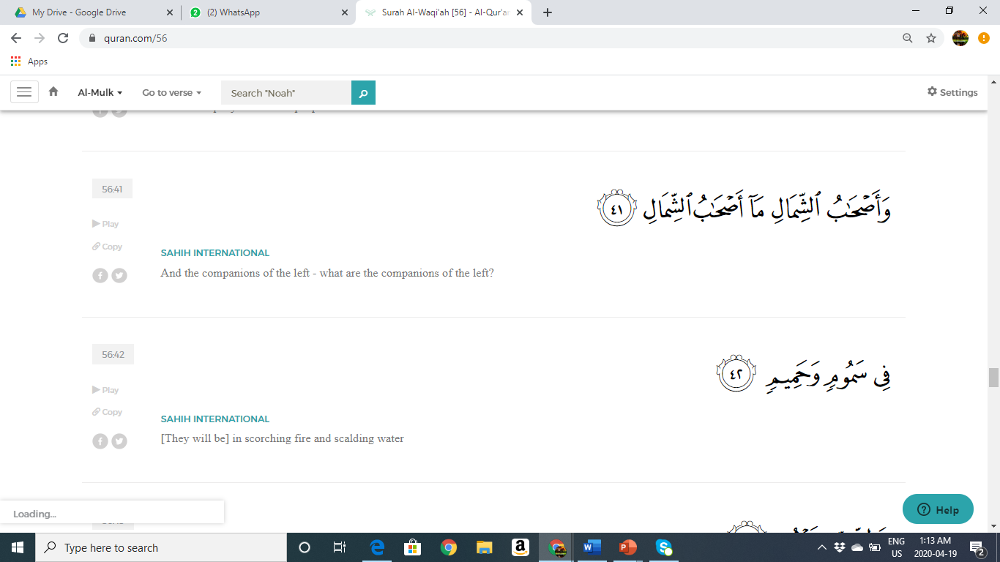 My Drive - Google Drive
2
(2) WhatsApp
Surah Al-Waqi'ah [56] - Al-Qur'an
quran.com/56
Apps
Al-Mulk
Go to verse
Search "Noah"
Settings
56:41
وَأَصۡحَـٰبُ ٱلشِّمَالِ مَآ أَصۡحَـٰبُ ٱلشِّمَالِ ٤١
Play
Copy
SAHIH INTERNATIONAL
And the companions of the left - what are the companions of the left?
56:42
فِى سَمُومٍ وَحَمِيمٍ ٤٢
Play
Copy
SAHIH INTERNATIONAL
[They will be] in scorching fire and scalding water
Loading...
Help
Type here to search
ENG
US
1:13 AM
2020-04-19
2